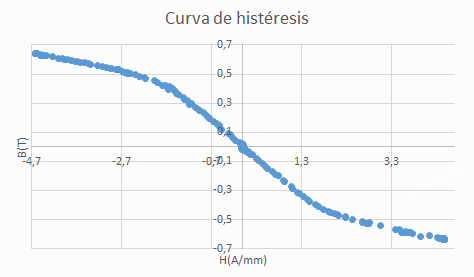 Curva de histéresis
0,7
0,5
0,3
0,1
-4,7 -2,7 -0,7 1,3 3,3
-0,1
-0,3
-0,5
-0,7
B(T)
H(A/mm)